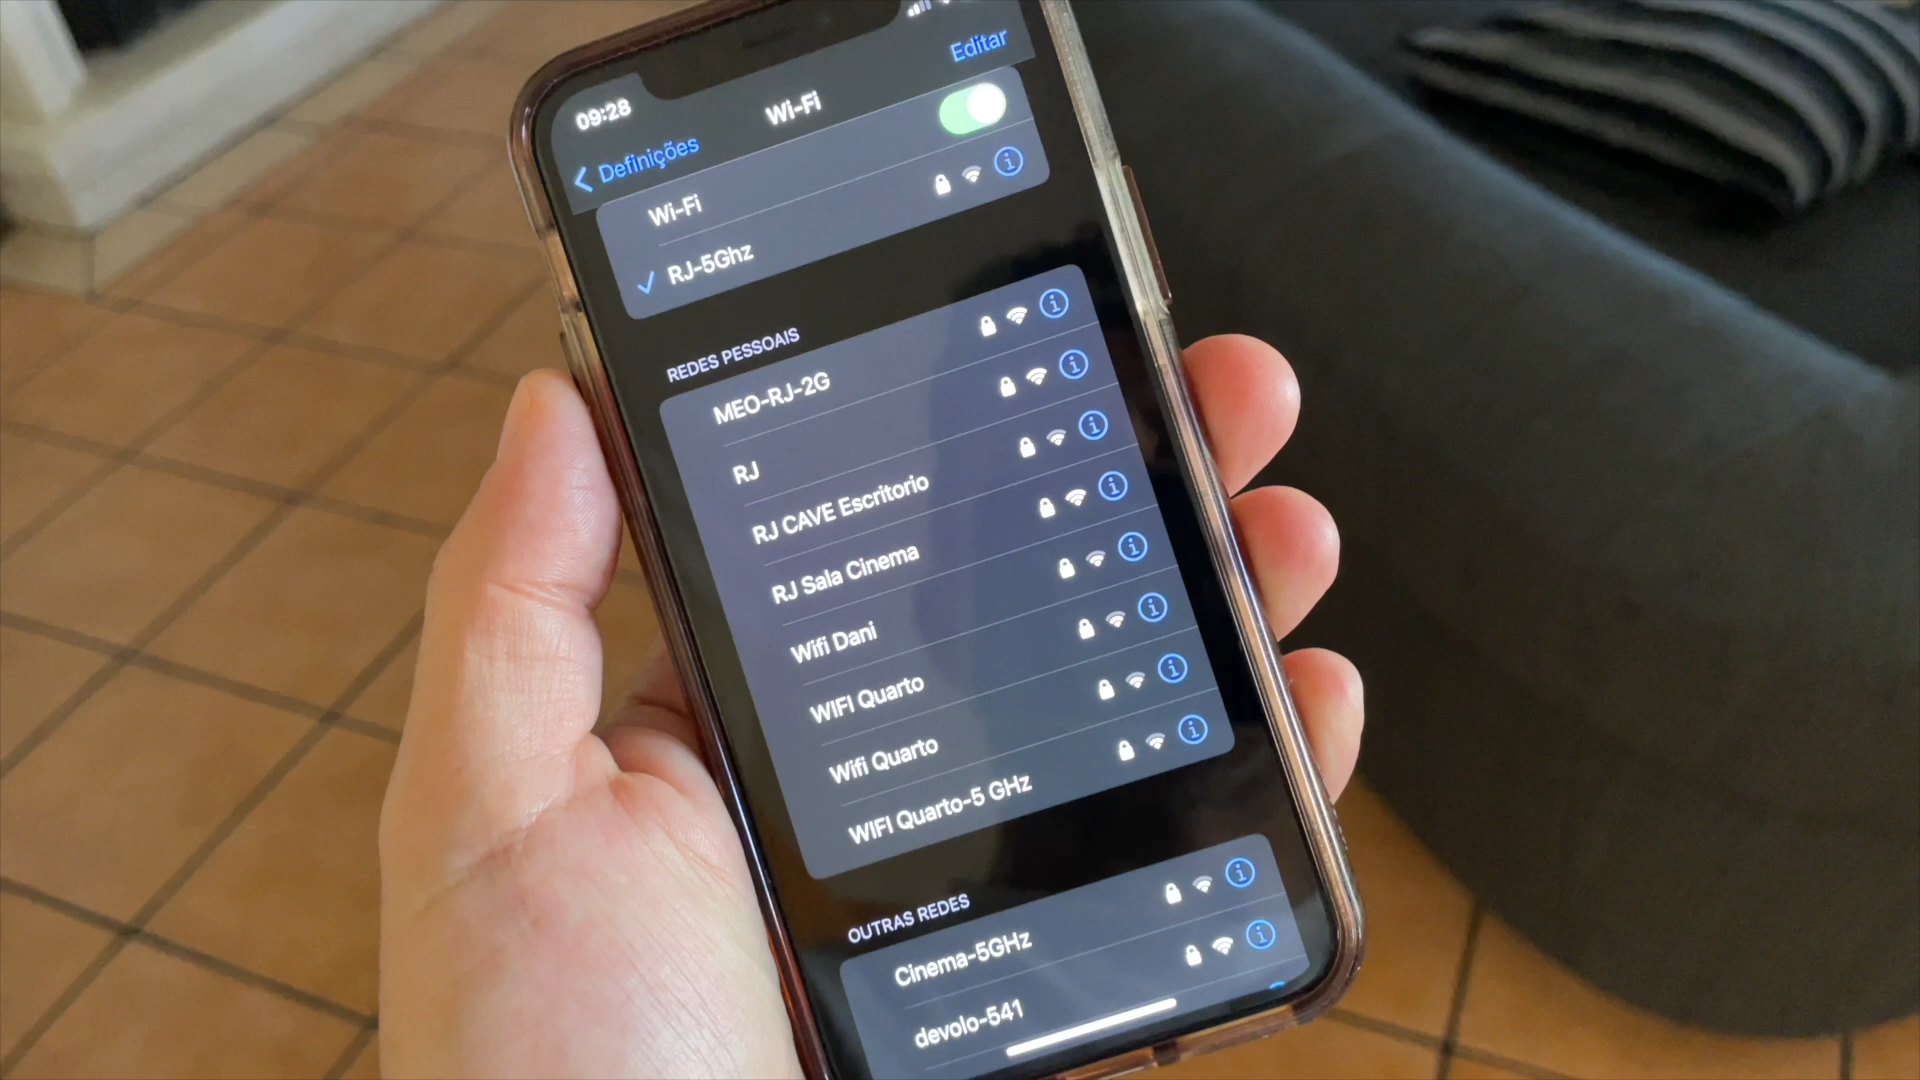 09:28
Editar
Definições
Wi-Fi
Wi-Fi
RJ-5Ghz
REDES PESSOAIS
MEO-RJ-2G
RJ
RJ CAVE Escritorio
RJ Sala Cinema
Wifi Dani
WIFI Quarto
Wifi Quarto
WIFI Quarto-5 GHz
OUTRAS REDES
Cinema-5GHz
devolo-541